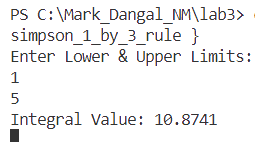 PS C:\Mark_Dangal_NM\lab3>
simpson_1_by_3_rule }
Enter Lower & Upper Limits:
1
5
Integral Value: 10.8741